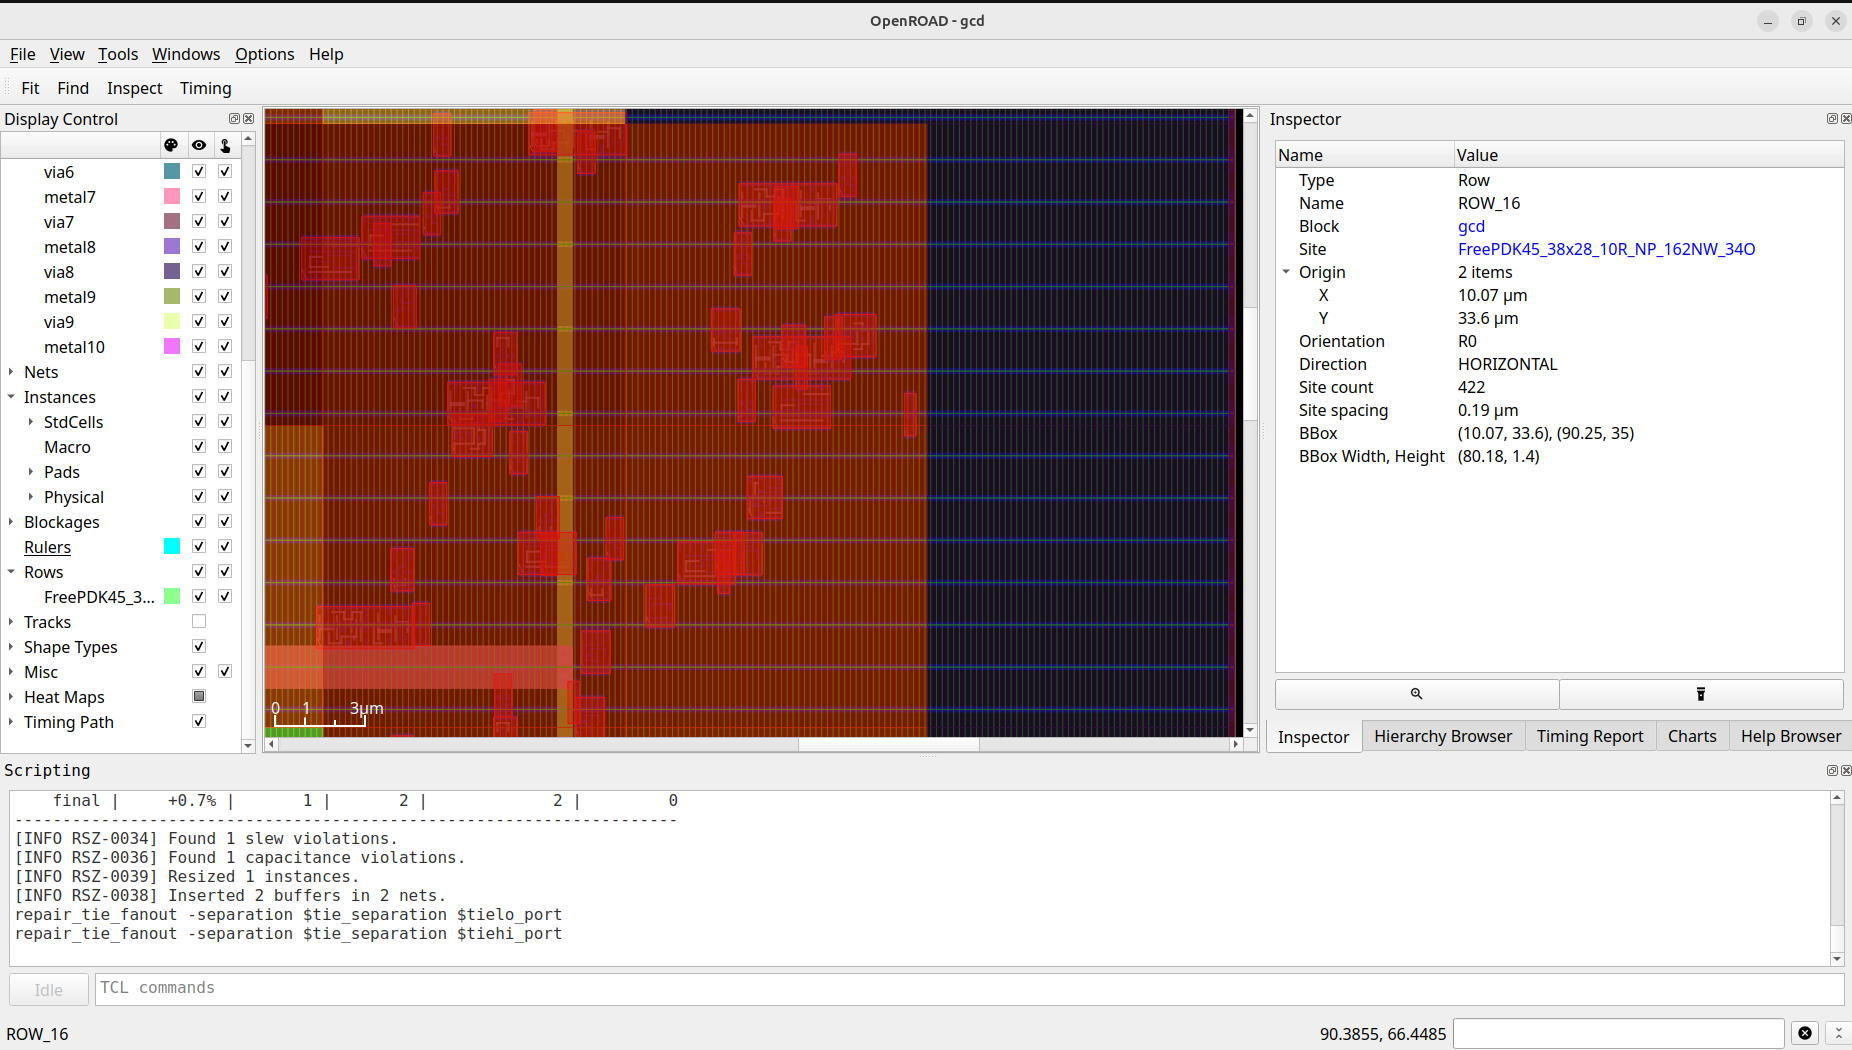 OpenROAD - gcd
File View Tools Windows Options Help
Fit Find Inspect Timing
Display Control
via6
metal7
via7
metal8
via8
metal9
via9
metal10
Nets
Instances
StdCells
Macro
Pads
Physical
Blockages
Rulers
Rows
FreePDK45_3...
Tracks
Shape Types
Misc
Heat Maps
Timing Path
0 1 3μm
Inspector
Name Value
Type Row
Name ROW_16
Block gcd
Site FreePDK45_38x28_10R_NP_162NW_34O
Origin 2 items
X 10.07 μm
Y 33.6 μm
Orientation R0
Direction HORIZONTAL
Site count 422
Site spacing 0.19 μm
BBox (10.07, 33.6), (90.25, 35)
BBox Width, Height (80.18, 1.4)
Inspector Hierarchy Browser Timing Report Charts Help Browser
Scripting
final | +0.7% | 1 | 2 | 2 | 0
---------------------------------------------------------------------
[INFO RSZ-0034] Found 1 slew violations.
[INFO RSZ-0036] Found 1 capacitance violations.
[INFO RSZ-0039] Resized 1 instances.
[INFO RSZ-0038] Inserted 2 buffers in 2 nets.
repair_tie_fanout -separation $tie_separation $tielo_port
repair_tie_fanout -separation $tie_separation $tiehi_port
Idle TCL commands
ROW_16 90.3855, 66.4485